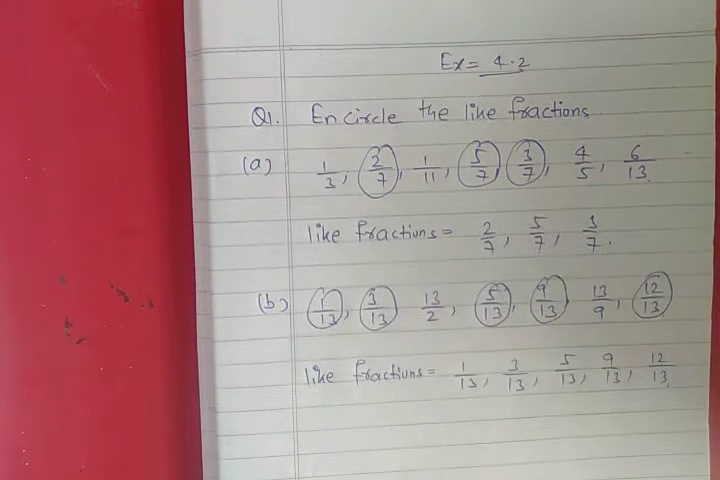 Ex = 4.2
Q1. Encircle the like fractions
(a) 1/3, 2/7, 1/11, 5/7, 3/7, 4/5, 6/13.
like fractions = 2/7, 5/7, 3/7.
(b) 1/13, 3/13 13/2, 5/13, 9/13 13/9, 12/13
like fractions = 1/13, 3/13, 5/13, 9/13, 12/13.